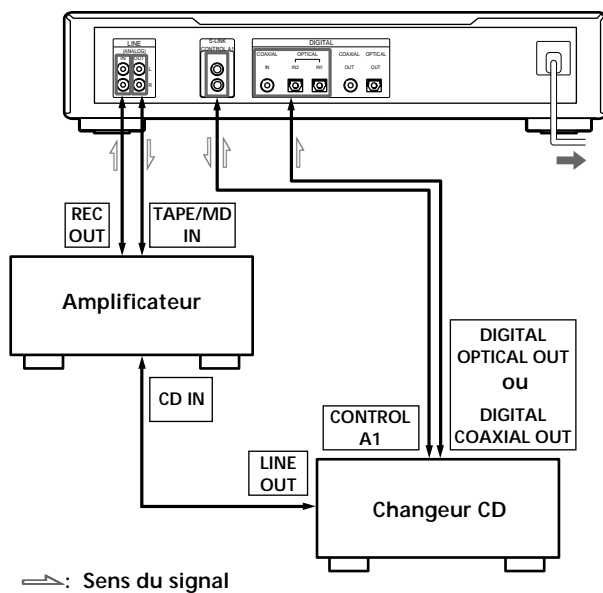 LINE
(ANALOG)
IN OUT
L
R
S-LINK
CONTROL A1
DIGITAL
COAXIAL OPTICAL COAXIAL OPTICAL
IN IN2 IN1 OUT OUT
REC
OUT
TAPE/MD
IN
Amplificateur
CD IN
LINE
OUT
CONTROL
A1
DIGITAL
OPTICAL OUT
ou
DIGITAL
COAXIAL OUT
Changeur CD
: Sens du signal